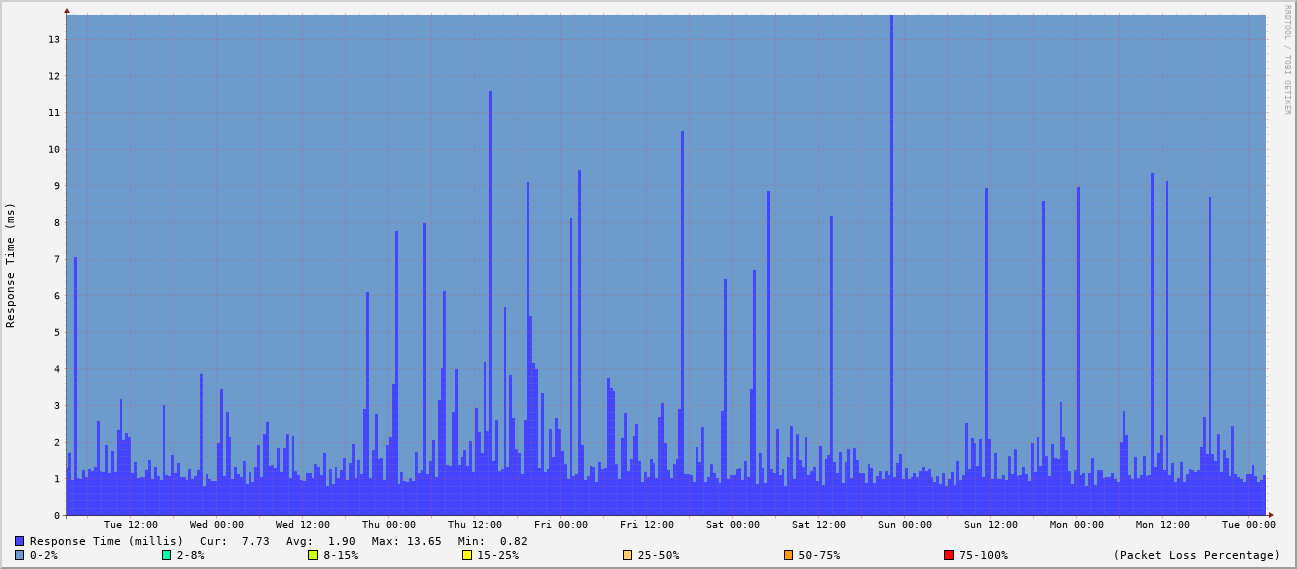 RRDTOOL / TOBI OETIKER
Response Time (ms)
13
12
11
10
9
8
7
6
5
4
3
2
1
0
Tue 12:00 Wed 00:00 Wed 12:00 Thu 00:00 Thu 12:00 Fri 00:00 Fri 12:00 Sat 00:00 Sat 12:00 Sun 00:00 Sun 12:00 Mon 00:00 Mon 12:00 Tue 00:00
Response Time (millis) Cur: 7.73 Avg: 1.90 Max: 13.65 Min: 0.82
0-2% 2-8% 8-15% 15-25% 25-50% 50-75% 75-100% (Packet Loss Percentage)